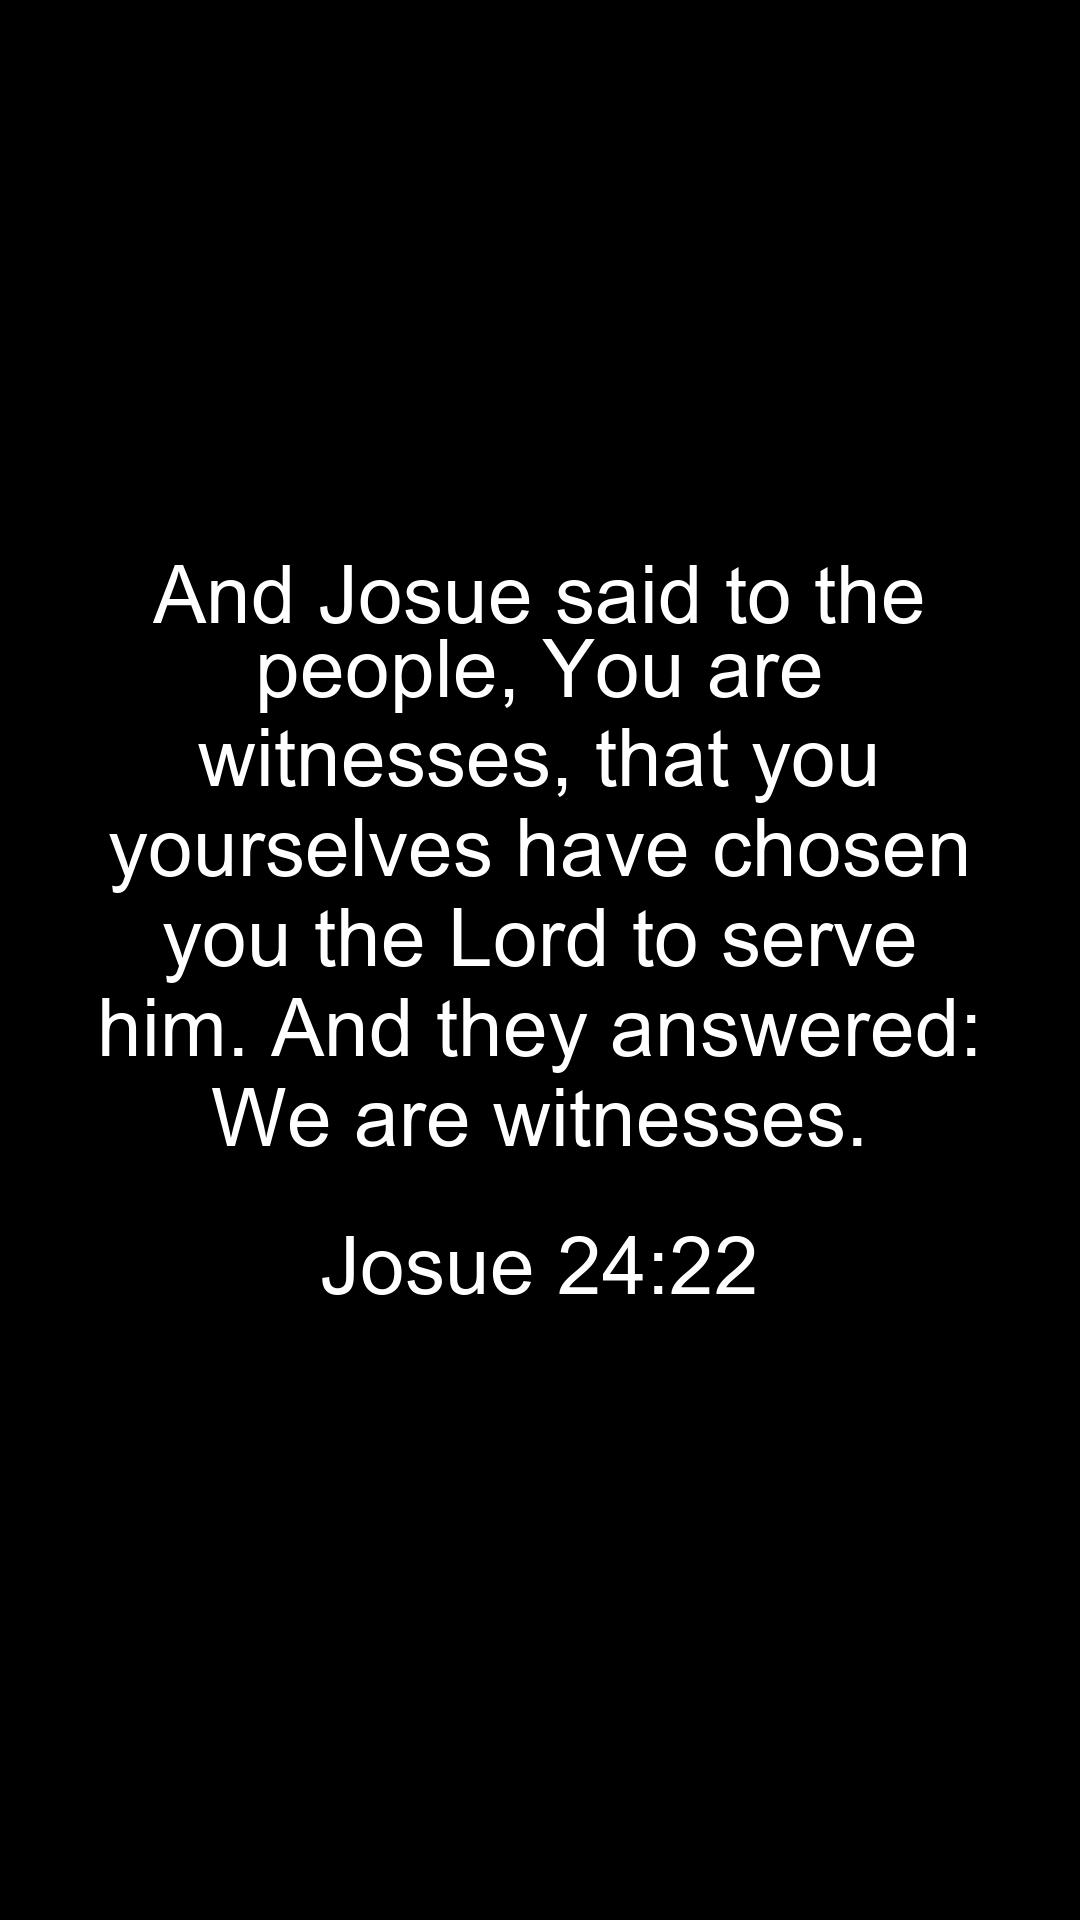 And Josue said to the
people, You are
witnesses, that you
yourselves have chosen
you the Lord to serve
him. And they answered:
We are witnesses.
Josue 24:22